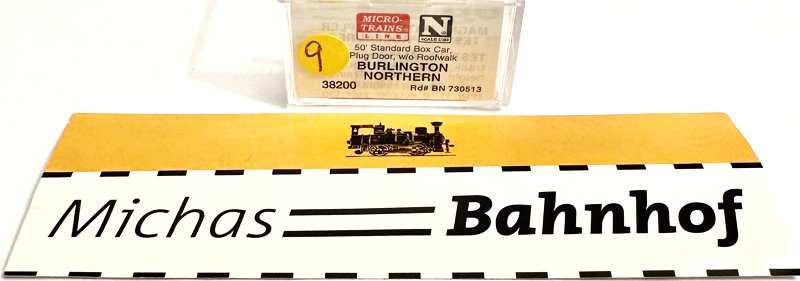 MICRO-
TRAINS
LINE
N
SCALE 1:160
9
50' Standard Box Car,
Plug Door, w/o Roofwalk
BURLINGTON
NORTHERN
38200 Rd# BN 730513
Michas Bahnhof